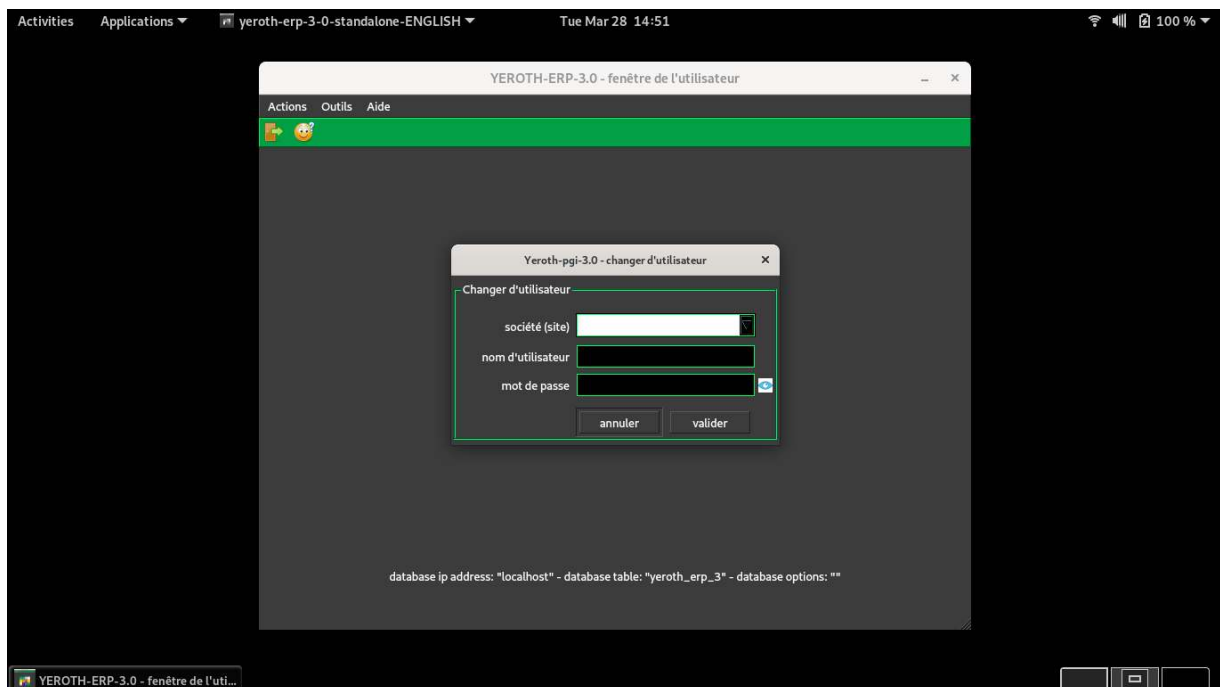 Activities Applications yeroth-erp-3-0-standalone-ENGLISH Tue Mar 28 14:51 100 %
YEROTH-ERP-3.0 - fenêtre de l'utilisateur
Actions Outils Aide
Yeroth-pgi-3.0 - changer d'utilisateur
Changer d'utilisateur
société (site)
nom d'utilisateur
mot de passe
annuler valider
database ip address: "localhost" - database table: "yeroth_erp_3" - database options: ""
YEROTH-ERP-3.0 - fenêtre de l'uti...